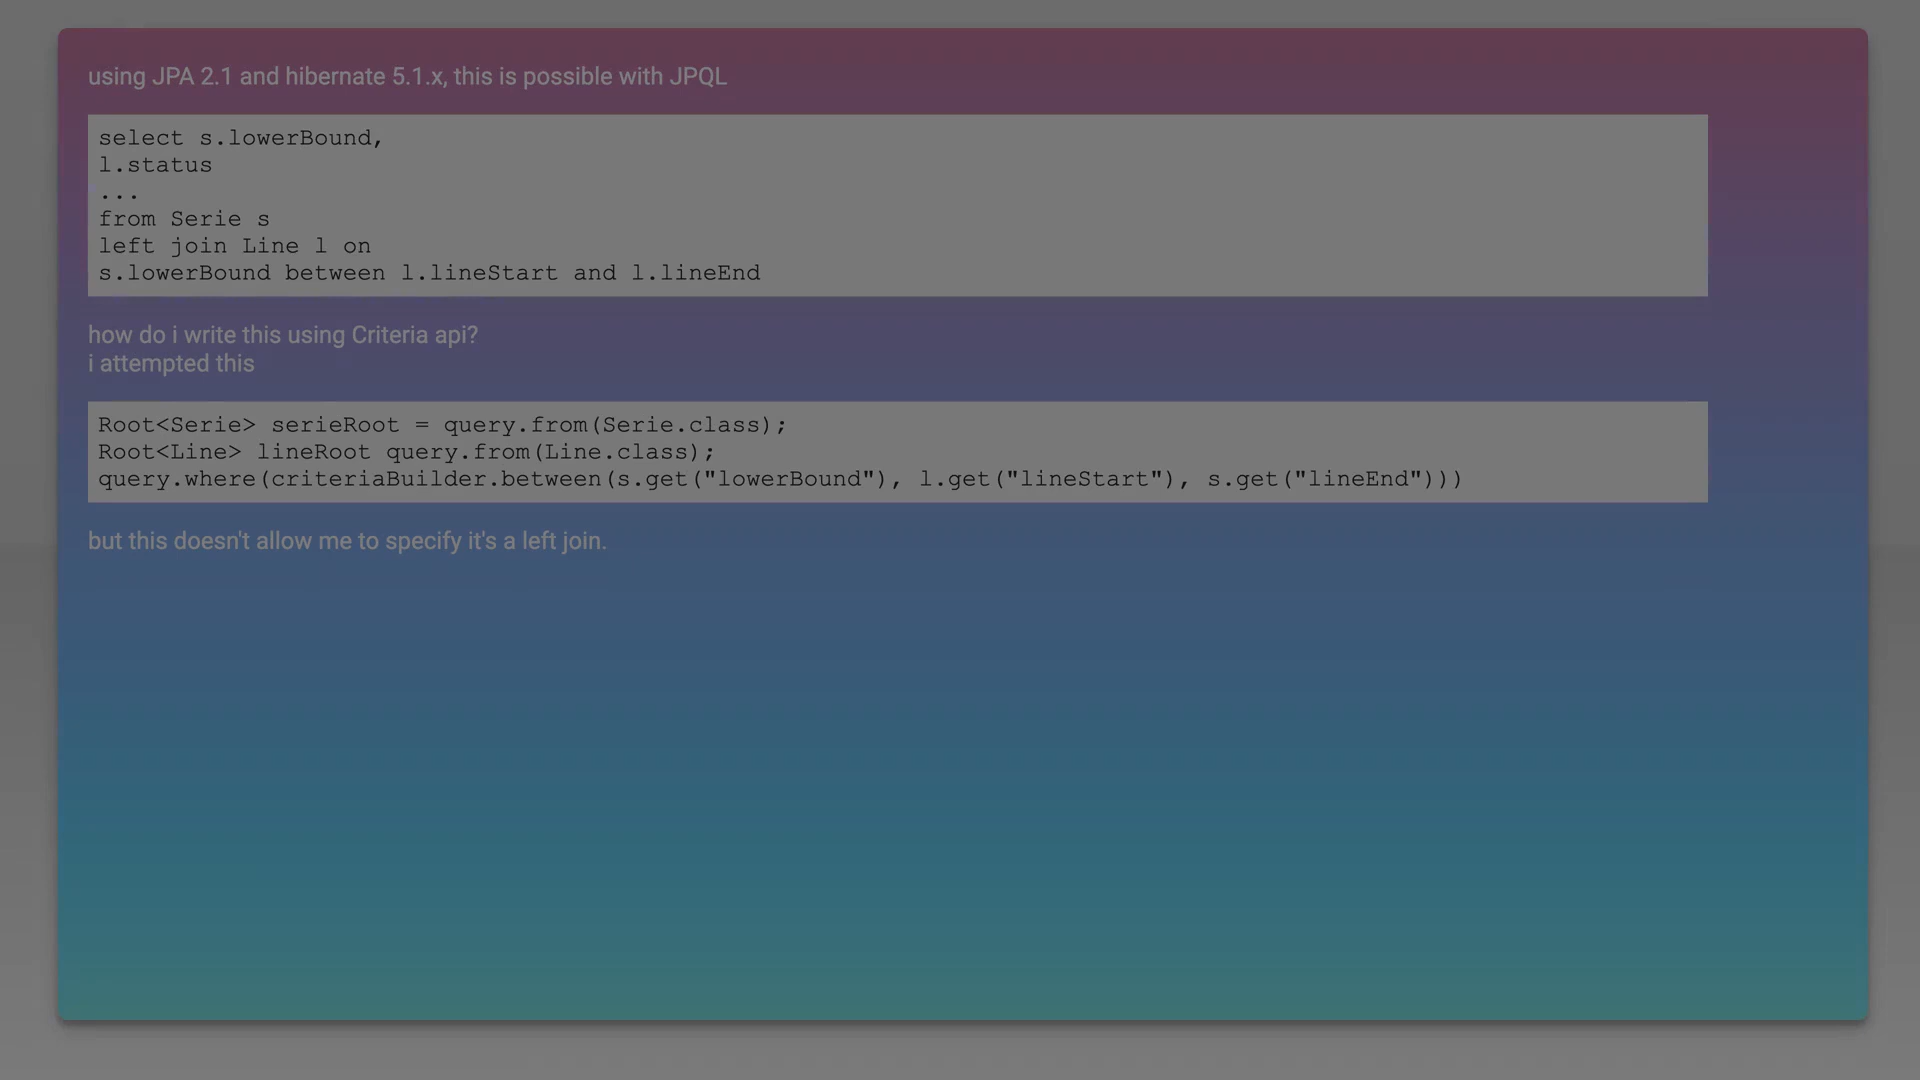 using JPA 2.1 and hibernate 5.1.x, this is possible with JPQL
select s.lowerBound,
l.status
...
from Serie s
left join Line l on
s.lowerBound between l.lineStart and l.lineEnd
how do i write this using Criteria api?
i attempted this
Root<Serie> serieRoot = query.from(Serie.class);
Root<Line> lineRoot query.from(Line.class);
query.where(criteriaBuilder.between(s.get("lowerBound"), l.get("lineStart"), s.get("lineEnd")))
but this doesn't allow me to specify it's a left join.